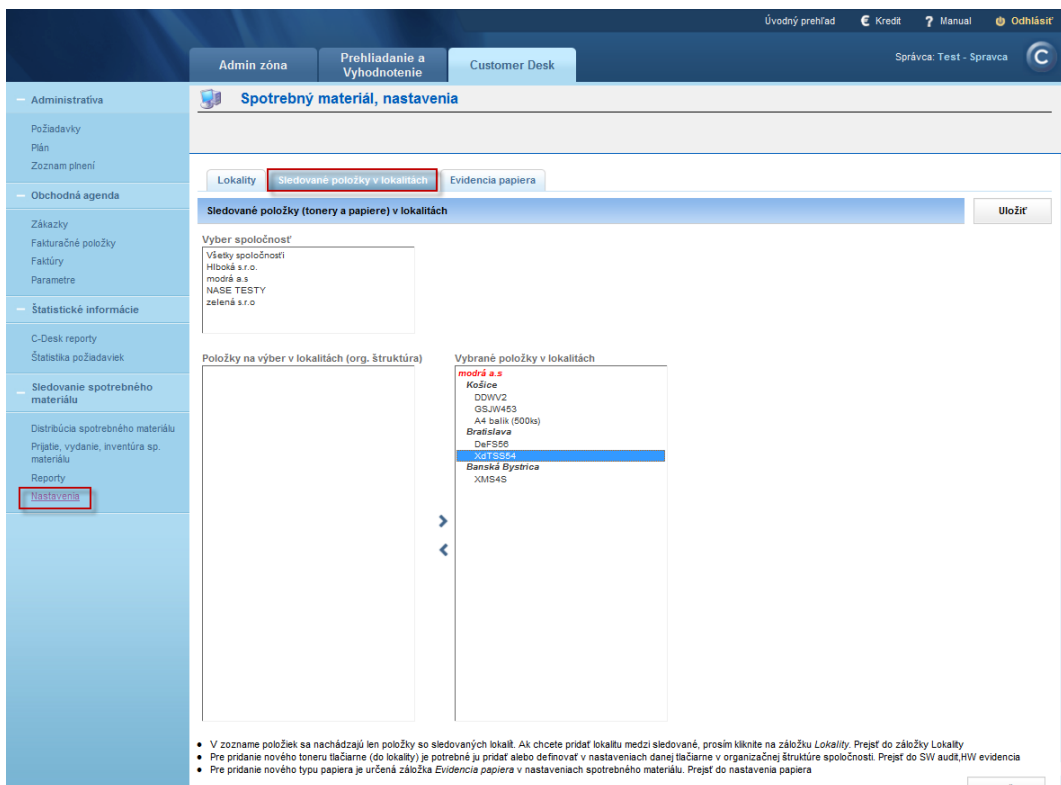 Úvodný prehľad € Kredit ? Manual Odhlásiť
Admin zóna
Prehliadanie a
Vyhodnotenie
Customer Desk
Správca: Test - Spravca
C
Administratíva
Požiadavky
Plán
Zoznam plnení
Obchodná agenda
Zákazky
Fakturačné položky
Faktúry
Parametre
Štatistické informácie
C-Desk reporty
Štatistika požiadaviek
Sledovanie spotrebného
materiálu
Distribúcia spotrebného materiálu
Prijatie, vydanie, inventúra sp.
materiálu
Reporty
Nastavenia
Spotrebný materiál, nastavenia
Lokality
Sledované položky v lokalitách
Evidencia papiera
Sledované položky (tonery a papiere) v lokalitách
Uložiť
Vyber spoločnosť
Všetky spoločnosti
Hlboká s.r.o.
modrá a.s
NASE TESTY
zelená s.r.o
Položky na výber v lokalitách (org. štruktúra)
Vybrané položky v lokalitách
modrá a.s
Košice
DDWV2
GSJW453
A4 balik (500ks)
Bratislava
DeFS56
XdTSS54
Banská Bystrica
XMS4S
• V zozname položiek sa nachádzajú len položky so sledovaných lokalít. Ak chcete pridať lokalitu medzi sledované, prosím kliknite na záložku Lokality. Prejsť do záložky Lokality
• Pre pridanie nového toneru tlačiarne (do lokality) je potrebné ju pridať alebo definovať v nastaveniach danej tlačiarne v organizačnej štruktúre spoločnosti. Prejsť do SW audit,HW evidencia
• Pre pridanie nového typu papiera je určená záložka Evidencia papiera v nastaveniach spotrebného materiálu. Prejsť do nastavenia papiera